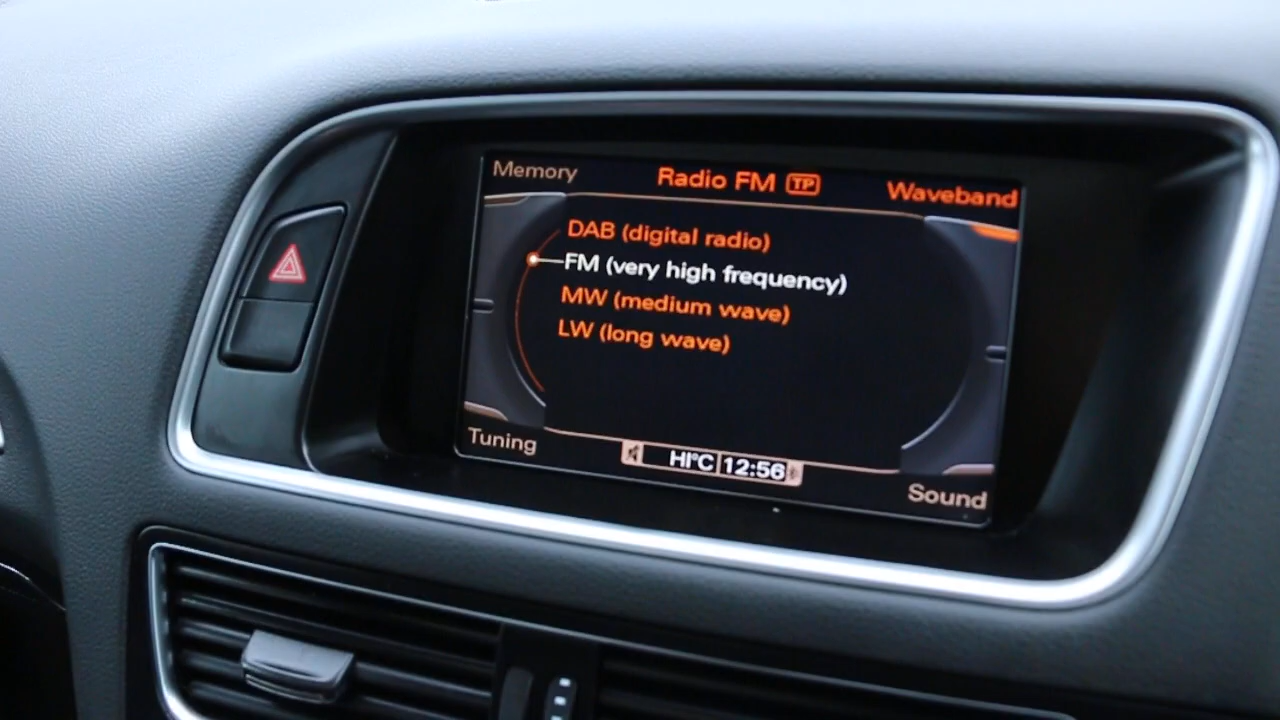 Memory
Radio FM TP
Waveband
DAB (digital radio)
FM (very high frequency)
MW (medium wave)
LW (long wave)
Tuning
HI°C 12:56
Sound